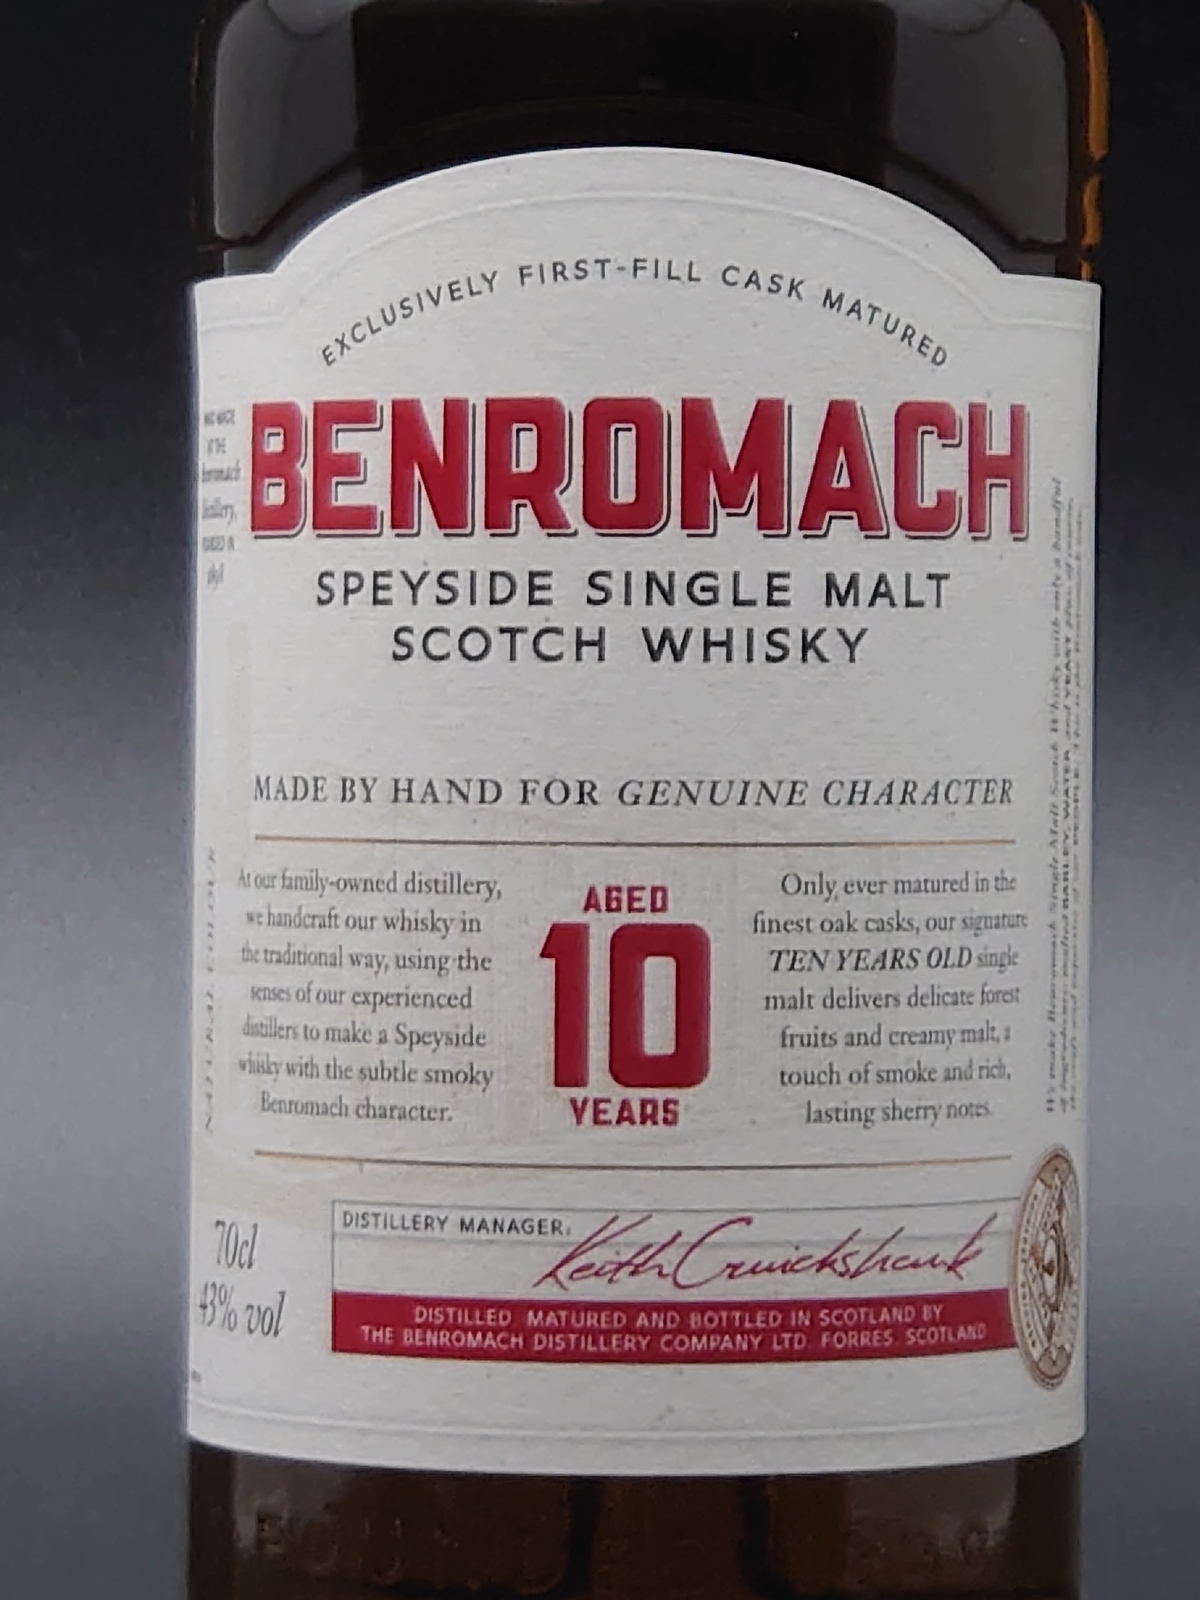 EXCLUSIVELY FIRST-FILL CASK MATURED
BENROMACH
SPEYSIDE SINGLE MALT
SCOTCH WHISKY
MADE BY HAND FOR GENUINE CHARACTER
At our family-owned distillery,
we handcraft our whisky in
the traditional way, using the
senses of our experienced
distillers to make a Speyside
whisky with the subtle smoky
Benromach character.
AGED
10
YEARS
Only ever matured in the
finest oak casks, our signature
TEN YEARS OLD single
malt delivers delicate forest
fruits and creamy malt, a
touch of smoke and rich,
lasting sherry notes.
NATURAL COLOUR
70cl
43% vol
DISTILLERY MANAGER:
Keith Cruickshank
DISTILLED MATURED AND BOTTLED IN SCOTLAND BY
THE BENROMACH DISTILLERY COMPANY LTD. FORRES. SCOTLAND